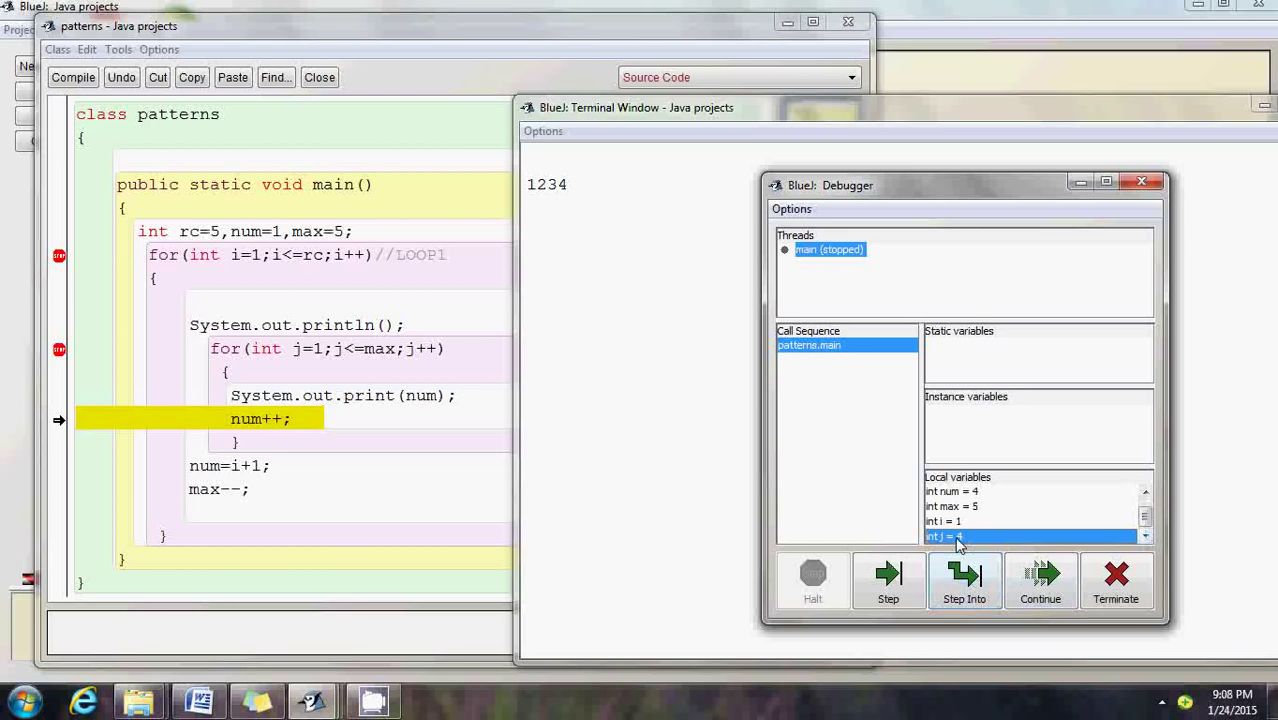 BlueJ: Java projects
patterns - Java projects
Class Edit Tools Options
Compile Undo Cut Copy Paste Find... Close
Source Code
class patterns
{
public static void main()
{
int rc=5,num=1,max=5;
for(int i=1;i<=rc;i++)//LOOP1
{
System.out.println();
for(int j=1;j<=max;j++)
{
System.out.print(num);
num++;
}
num=i+1;
max--;
}
}
}
BlueJ: Terminal Window - Java projects
Options
1234
BlueJ: Debugger
Options
Threads
main (stopped)
Call Sequence
patterns.main
Static variables
Instance variables
Local variables
int num = 4
int max = 5
int i = 1
int j = 4
Halt
Step
Step Into
Continue
Terminate
9:08 PM
1/24/2015